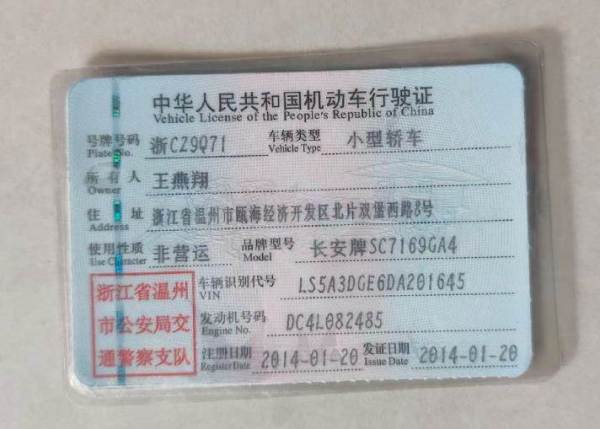 中华人民共和国机动车行驶证
Vehicle License of the People's Republic of China
号牌号码 浙CZ9Q71 车辆类型 小型轿车
Plate No. Vehicle Type
所有人 王燕翔
Owner
住址 浙江省温州市瓯海经济开发区北片双堡西路8号
Address
使用性质 非营运 品牌型号 长安牌SC7169GA4
Use Character Model
浙江省温州
市公安局交
通警察支队
车辆识别代号 LS5A3DGE6DA201645
VIN
发动机号码 DC4L082485
Engine No.
注册日期 2014-01-20 发证日期 2014-01-20
Register Date Issue Date